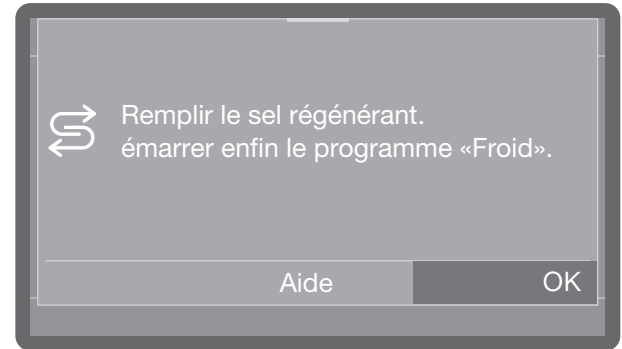 Remplir le sel régénérant.
émarrer enfin le programme «Froid».
Aide
OK